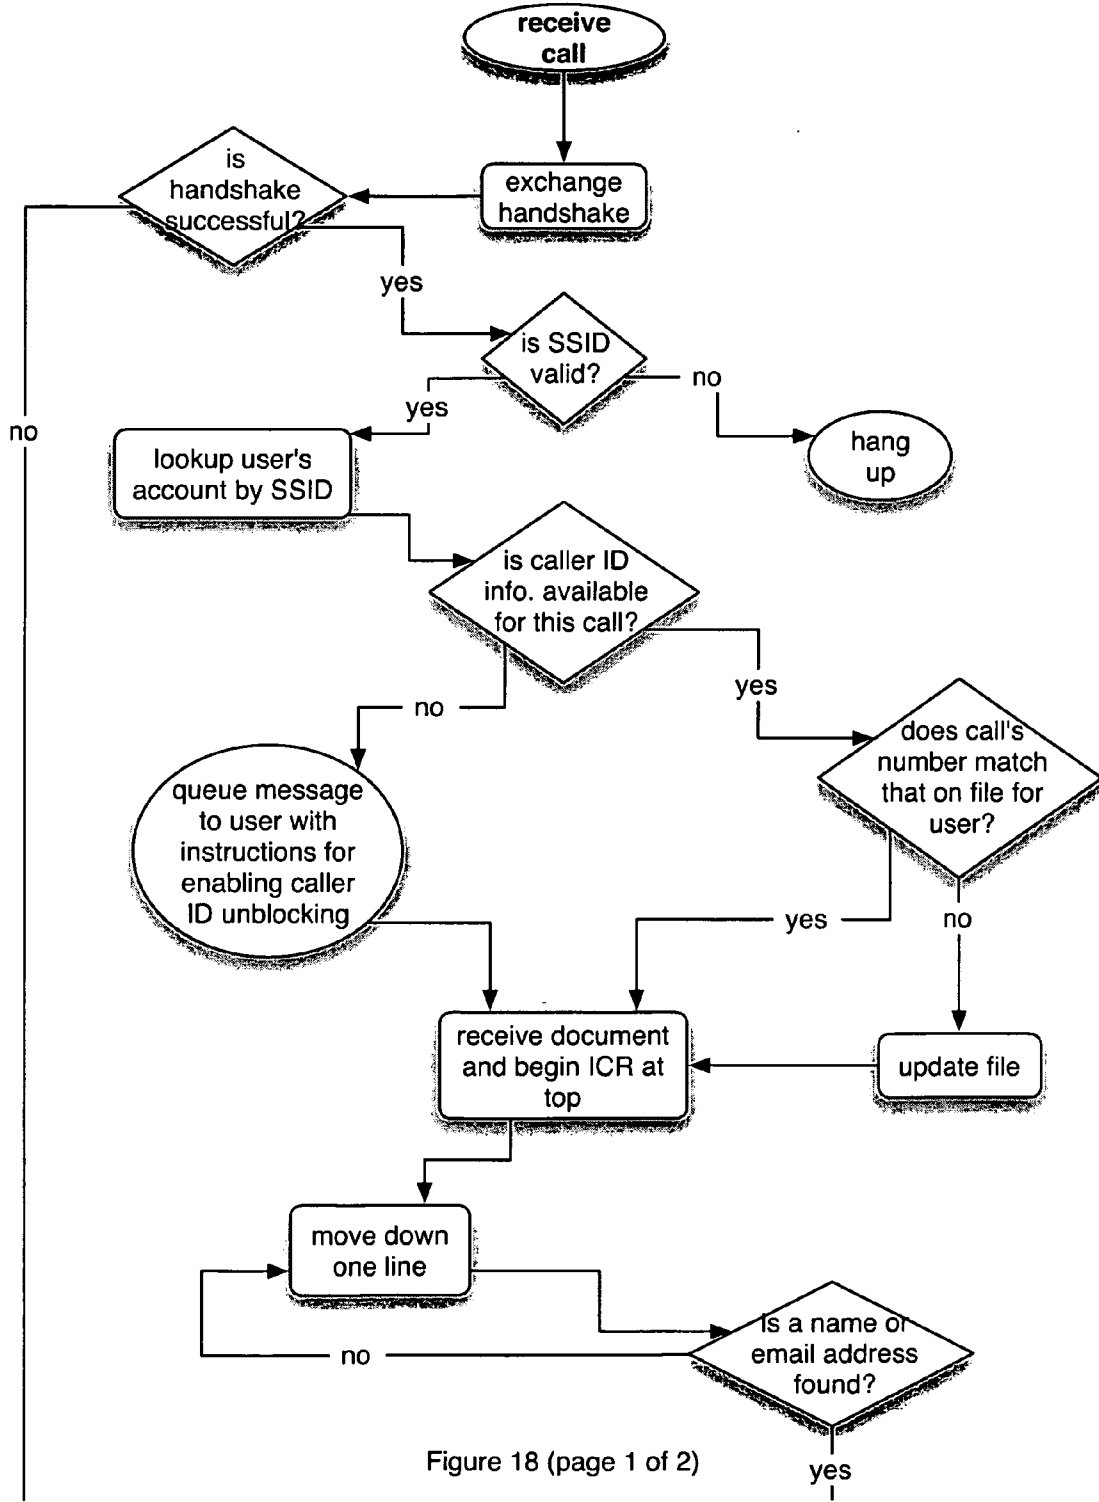 receive
call
exchange
handshake
is
handshake
successful?
yes
is SSID
valid?
no
yes
no
lookup user's
account by SSID
hang
up
is caller ID
info. available
for this call?
yes
no
does call's
number match
that on file for
user?
queue message
to user with
instructions for
enabling caller
ID unblocking
yes
no
receive document
and begin ICR at
top
update file
move down
one line
is a name or
email address
found?
no
Figure 18 (page 1 of 2)
yes